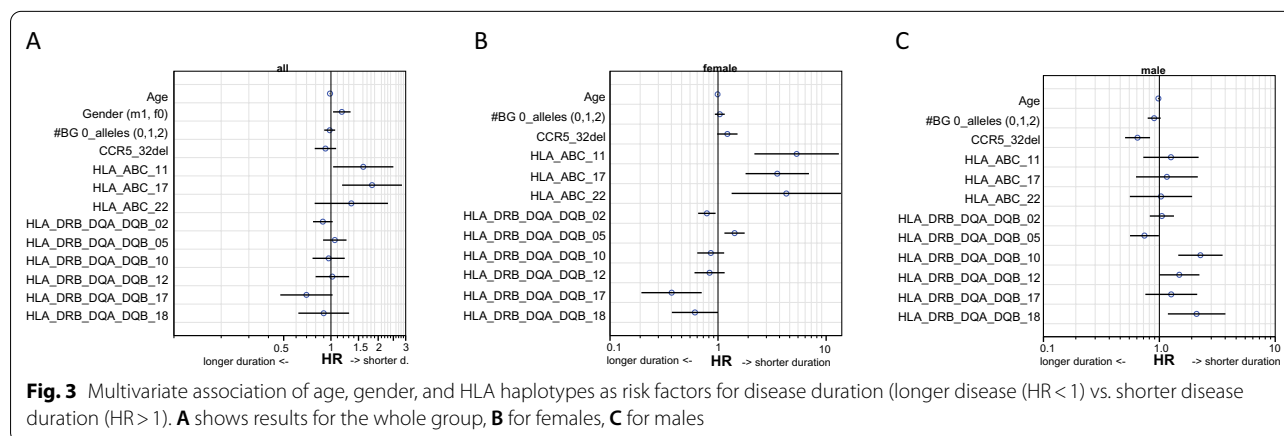 A
all
Age
Gender (m1, f0)
#BG 0_alleles (0,1,2)
CCR5_32del
HLA_ABC_11
HLA_ABC_17
HLA_ABC_22
HLA_DRB_DQA_DQB_02
HLA_DRB_DQA_DQB_05
HLA_DRB_DQA_DQB_10
HLA_DRB_DQA_DQB_12
HLA_DRB_DQA_DQB_17
HLA_DRB_DQA_DQB_18
0.5 1 1.5 2 3
longer duration <- HR -> shorter d.
B
female
Age
#BG 0_alleles (0,1,2)
CCR5_32del
HLA_ABC_11
HLA_ABC_17
HLA_ABC_22
HLA_DRB_DQA_DQB_02
HLA_DRB_DQA_DQB_05
HLA_DRB_DQA_DQB_10
HLA_DRB_DQA_DQB_12
HLA_DRB_DQA_DQB_17
HLA_DRB_DQA_DQB_18
0.1 1.0 10
longer duration <- HR -> shorter duration
C
male
Age
#BG 0_alleles (0,1,2)
CCR5_32del
HLA_ABC_11
HLA_ABC_17
HLA_ABC_22
HLA_DRB_DQA_DQB_02
HLA_DRB_DQA_DQB_05
HLA_DRB_DQA_DQB_10
HLA_DRB_DQA_DQB_12
HLA_DRB_DQA_DQB_17
HLA_DRB_DQA_DQB_18
0.1 1.0 10
longer duration <- HR -> shorter duration
Fig. 3 Multivariate association of age, gender, and HLA haplotypes as risk factors for disease duration (longer disease (HR < 1) vs. shorter disease
duration (HR > 1). A shows results for the whole group, B for females, C for males